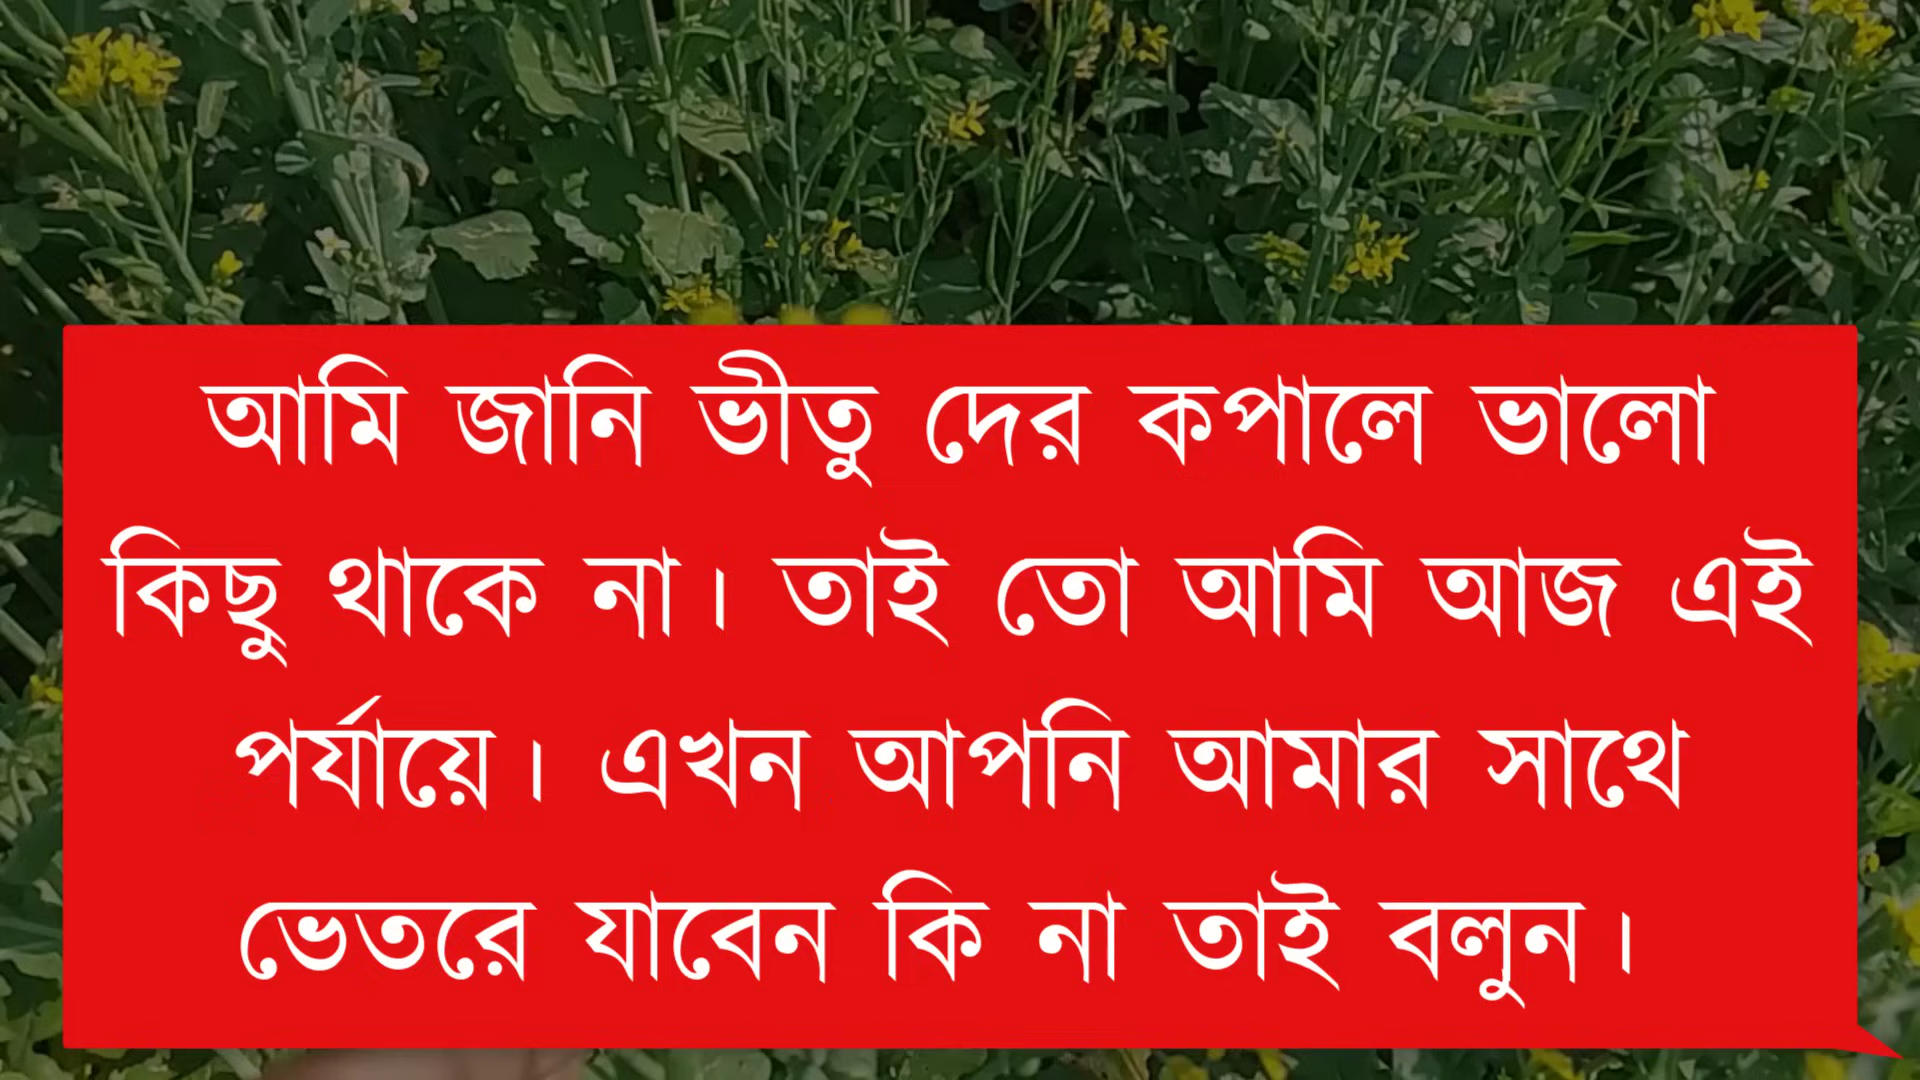 আমি জানি ভীতু দের কপালে ভালো
কিছু থাকে না। তাই তো আমি আজ এই
পর্যায়ে। এখন আপনি আমার সাথে
ভেতরে যাবেন কি না তাই বলুন।